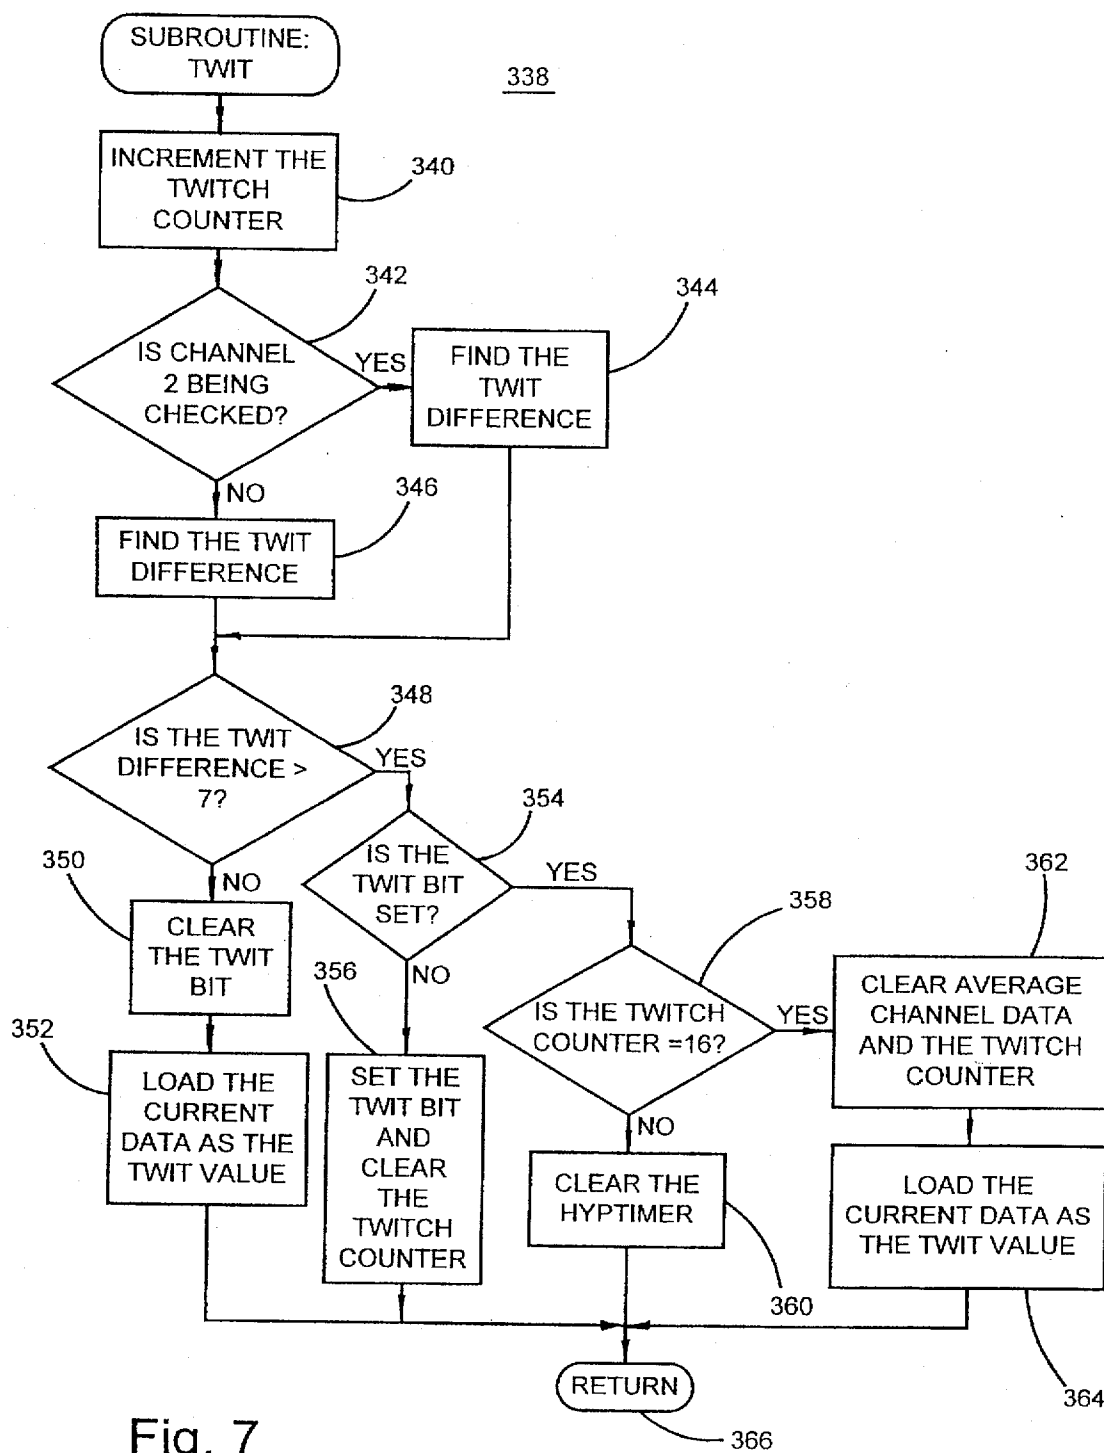 SUBROUTINE:
TWIT
338
INCREMENT THE
TWITCH
COUNTER
340
342
IS CHANNEL
2 BEING
CHECKED?
YES
344
FIND THE
TWIT
DIFFERENCE
NO
346
FIND THE TWIT
DIFFERENCE
348
IS THE TWIT
DIFFERENCE >
7?
YES
354
IS THE
TWIT BIT
SET?
YES
350
NO
CLEAR
THE TWIT
BIT
352
LOAD THE
CURRENT
DATA AS THE
TWIT VALUE
356
NO
SET THE
TWIT BIT
AND
CLEAR
THE
TWITCH
COUNTER
358
IS THE TWITCH
COUNTER =16?
YES
362
CLEAR AVERAGE
CHANNEL DATA
AND THE TWITCH
COUNTER
NO
CLEAR THE
HYPTIMER
360
LOAD THE
CURRENT DATA AS
THE TWIT VALUE
364
RETURN
366
Fig. 7